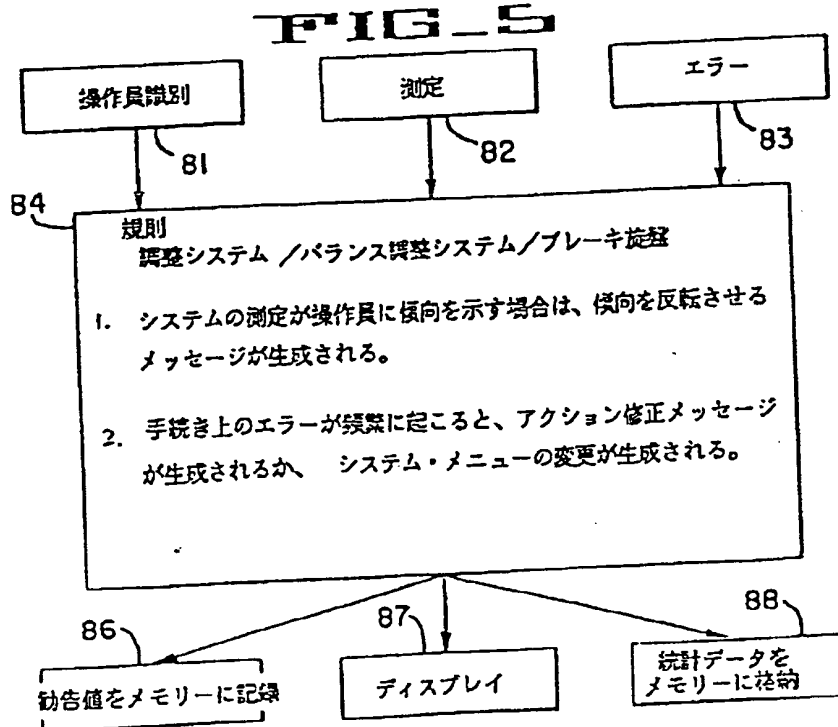 FIG_5
操作員識別
測定
エラー
81
82
83
84
規則
調整システム /バランス調整システム/ブレーキ旋盤
1. システムの測定が操作員に傾向を示す場合は、傾向を反転させる
メッセージが生成される。
2. 手続き上のエラーが頻繁に起こると、アクション修正メッセージ
が生成されるか、 システム・メニューの変更が生成される。
86
87
88
勧告値をメモリーに記録
ディスプレイ
統計データを
メモリーに格納